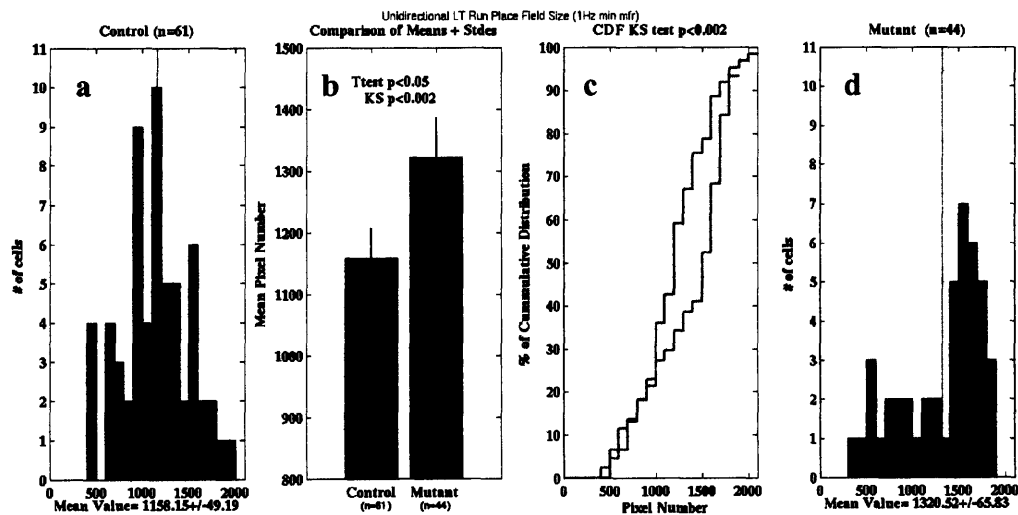 Unidirectional LT Run Place Field Size (1Hz min mfr)
Control (n=61)
a
# of cells
11
10
9
8
7
6
5
4
3
2
1
0
0 500 1000 1500 2000
Mean Value= 1158.15+/-49.19
Comparison of Means + Stdes
b
Ttest p<0.05
KS p<0.002
Mean Pixel Number
1500
1400
1300
1200
1100
1000
900
800
Control Mutant
(n=61) (n=44)
CDF KS test p<0.002
c
% of Cummulative Distribution
100
90
80
70
60
50
40
30
20
10
0
0 500 1000 1500 2000
Pixel Number
Mutant (n=44)
d
# of cells
11
10
9
8
7
6
5
4
3
2
1
0
0 500 1000 1500 2000
Mean Value= 1320.52+/-65.83